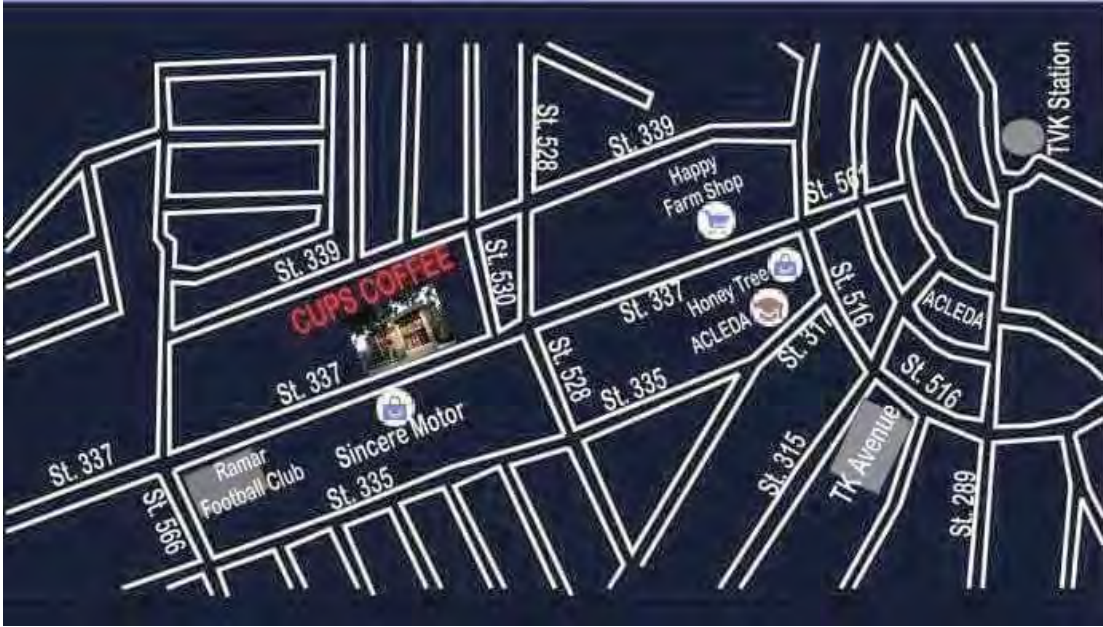 TVK Station
St. 528
St. 339
Happy
Farm Shop
St. 561
St. 339
CUPS COFFEE
St. 530
St. 337
Honey Tree
ACLEDA
St. 516
ACLEDA
St. 311
St. 337
St. 528
St. 335
St. 516
Sincere Motor
TK Avenue
St. 337
Ramar
Football Club
St. 335
St. 315
St. 566
St. 289